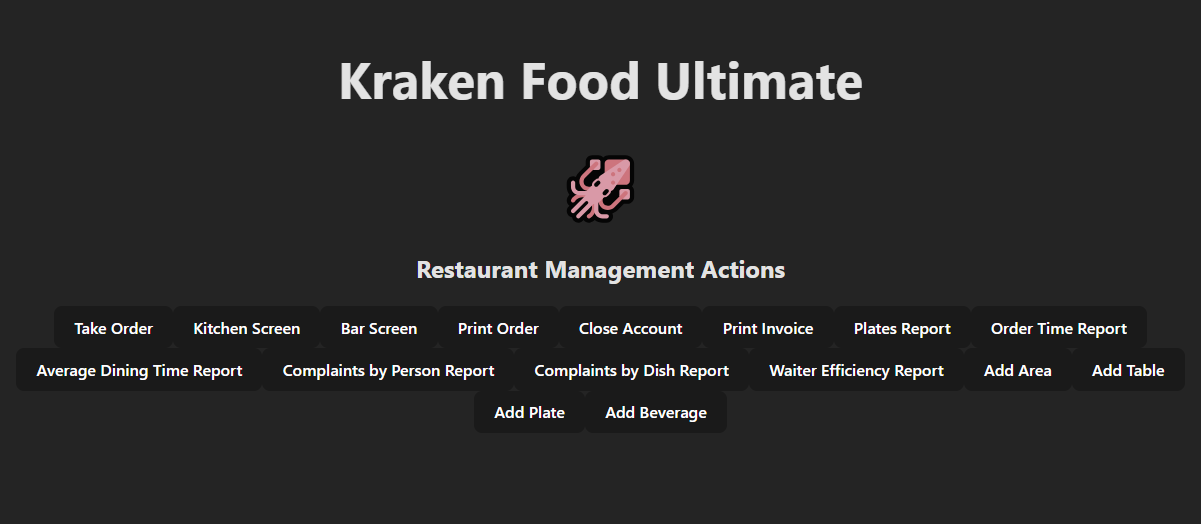 Kraken Food Ultimate
Restaurant Management Actions
Take Order Kitchen Screen Bar Screen Print Order Close Account Print Invoice Plates Report Order Time Report
Average Dining Time Report Complaints by Person Report Complaints by Dish Report Waiter Efficiency Report Add Area Add Table
Add Plate Add Beverage